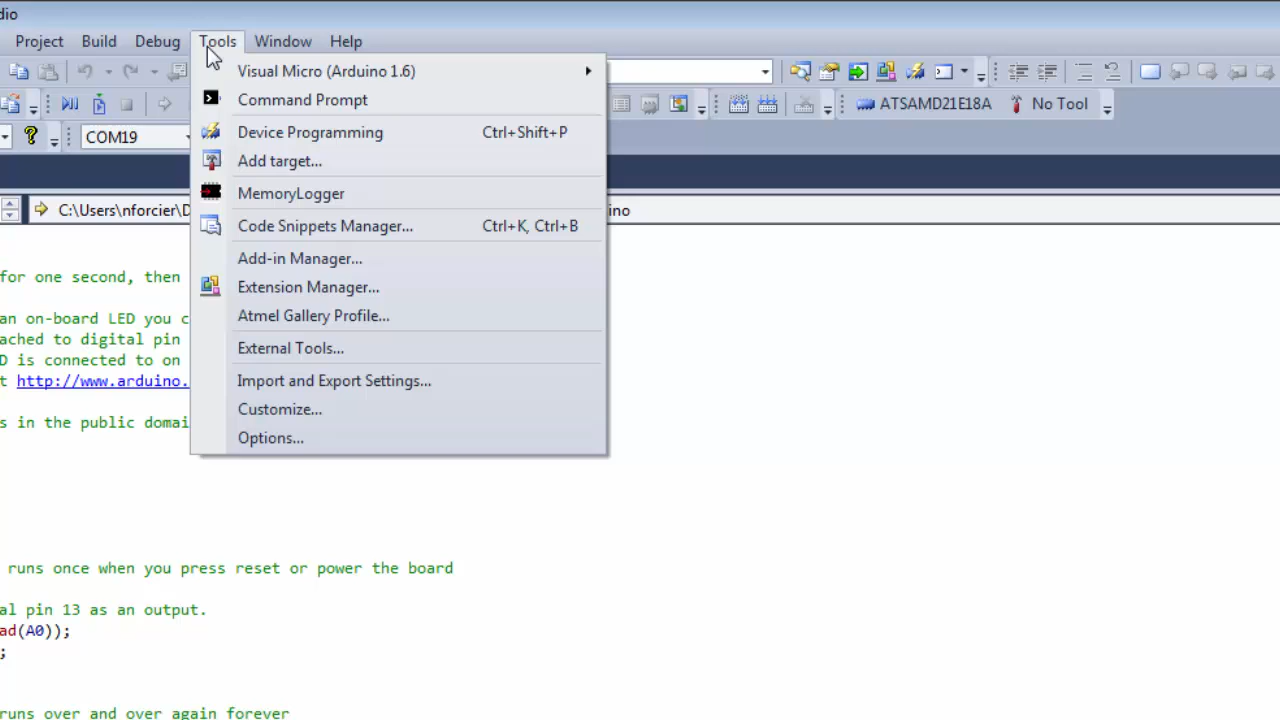 dio
Project Build Debug Tools Window Help
Visual Micro (Arduino 1.6)
Command Prompt
ATSAMD21E18A No Tool
COM19
Device Programming Ctrl+Shift+P
Add target...
MemoryLogger
C:\Users\nforcier\D
ino
Code Snippets Manager... Ctrl+K, Ctrl+B
Add-in Manager...
for one second, then
Extension Manager...
Atmel Gallery Profile...
an on-board LED you c
ached to digital pin
External Tools...
D is connected to on
t http://www.arduino.
Import and Export Settings...
Customize...
s in the public domai
Options...
runs once when you press reset or power the board
al pin 13 as an output.
ad(A0));
;
runs over and over again forever